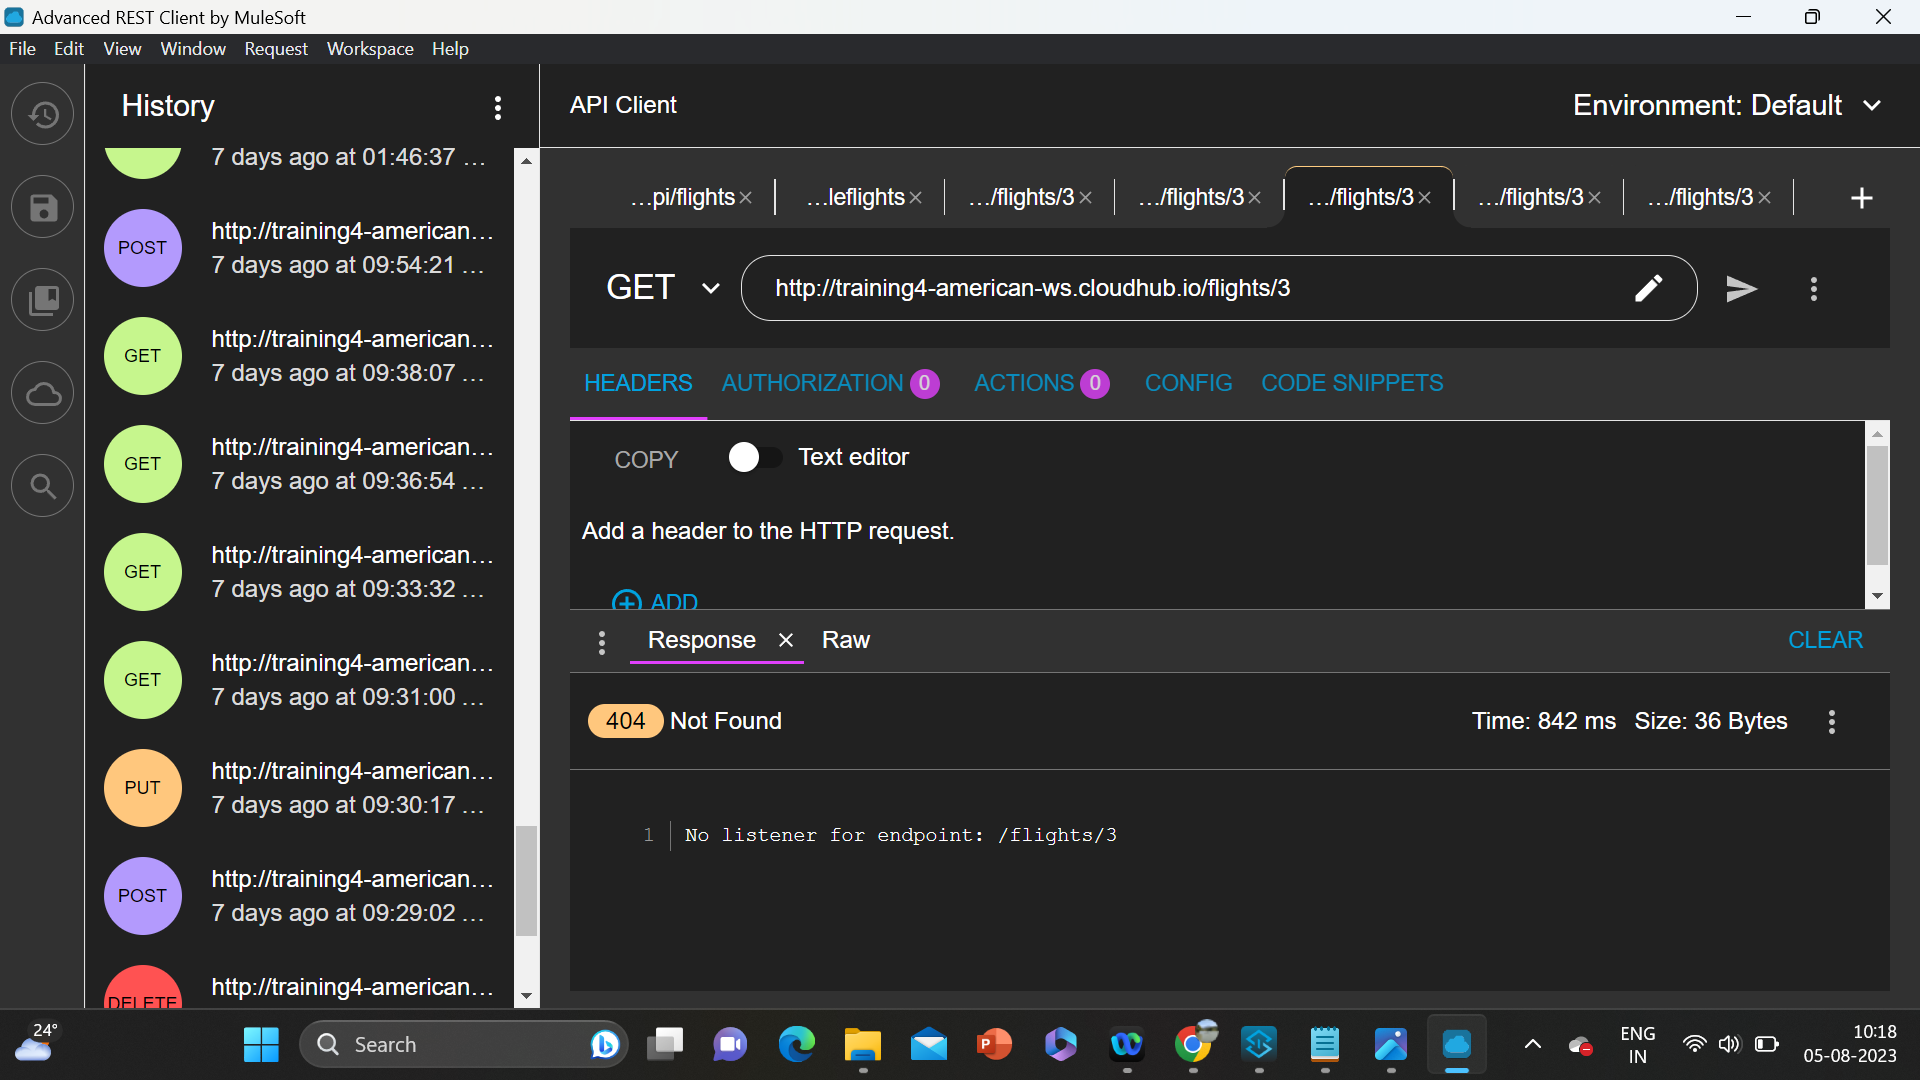 Advanced REST Client by MuleSoft
File Edit View Window Request Workspace Help
History
API Client
Environment: Default
7 days ago at 01:46:37 ...
POST
http://training4-american...
7 days ago at 09:54:21 ...
GET
http://training4-american...
7 days ago at 09:38:07 ...
GET
http://training4-american...
7 days ago at 09:36:54 ...
GET
http://training4-american...
7 days ago at 09:33:32 ...
GET
http://training4-american...
7 days ago at 09:31:00 ...
PUT
http://training4-american...
7 days ago at 09:30:17 ...
POST
http://training4-american...
7 days ago at 09:29:02 ...
DELETE
http://training4-american...
...pi/flights ...leflights .../flights/3 .../flights/3 .../flights/3 .../flights/3 .../flights/3
GET http://training4-american-ws.cloudhub.io/flights/3
HEADERS AUTHORIZATION 0 ACTIONS 0 CONFIG CODE SNIPPETS
COPY Text editor
Add a header to the HTTP request.
ADD
Response Raw CLEAR
404 Not Found Time: 842 ms Size: 36 Bytes
1 No listener for endpoint: /flights/3
24°
Search
ENG
IN
10:18
05-08-2023